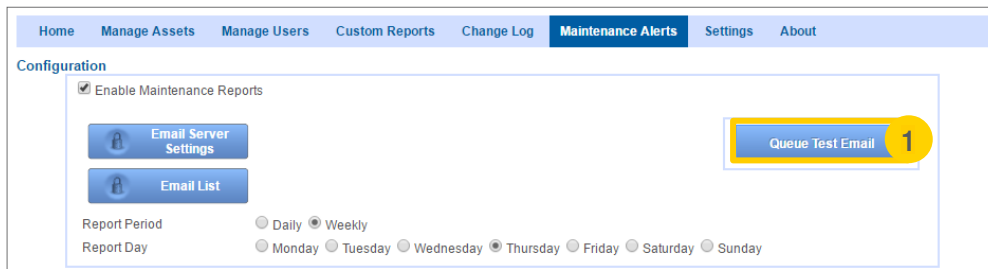 Home Manage Assets Manage Users Custom Reports Change Log Maintenance Alerts Settings About
Configuration
Enable Maintenance Reports
Email Server
Settings
Queue Test Email 1
Email List
Report Period Daily Weekly
Report Day Monday Tuesday Wednesday Thursday Friday Saturday Sunday